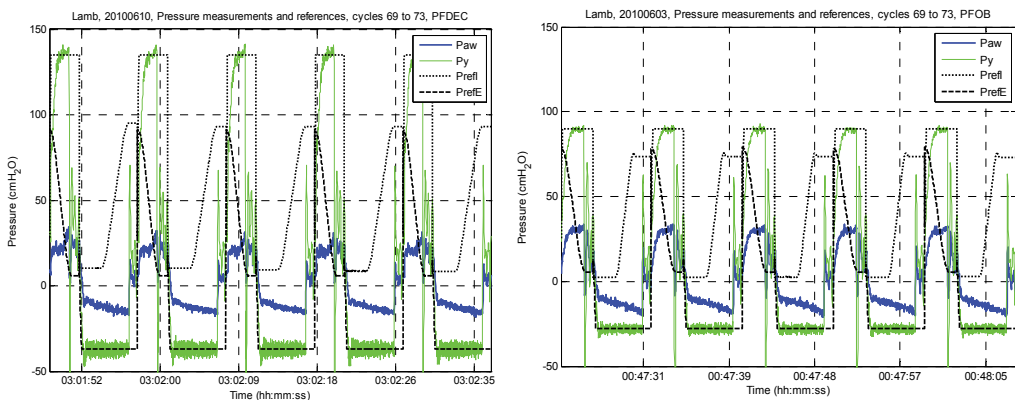 Lamb, 20100610, Pressure measurements and references, cycles 69 to 73, PFDEC
150
100
50
0
-50
Pressure (cmH2O)
Paw
Py
PrefI
PrefE
03:01:52
03:02:00
03:02:09
03:02:18
03:02:26
03:02:35
Time (hh:mm:ss)
Lamb, 20100603, Pressure measurements and references, cycles 69 to 73, PFOB
150
100
50
0
-50
Pressure (cmH2O)
Paw
Py
PrefI
PrefE
00:47:31
00:47:39
00:47:48
00:47:57
00:48:05
Time (hh:mm:ss)